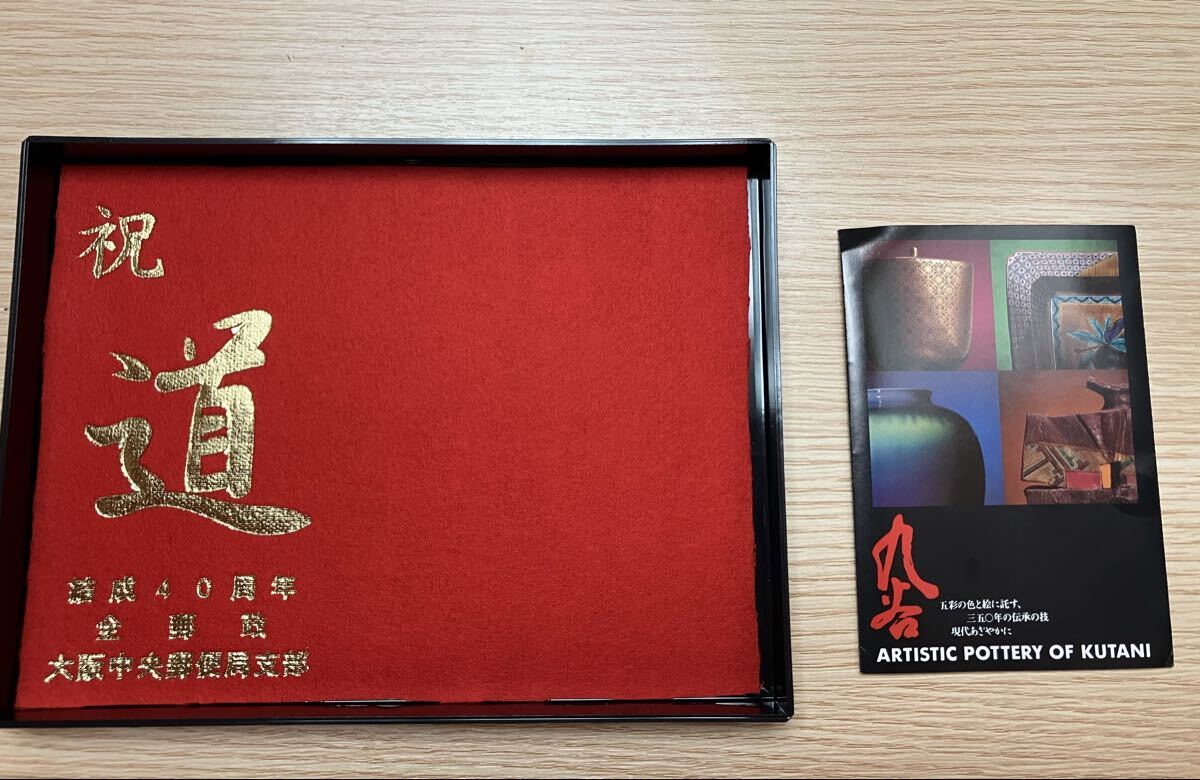 祝
道
結成40周年
全郵政
大阪中央郵便局支部
九谷
五彩の色と絵に託す、
三五〇年の伝承の技
現代あざやかに
ARTISTIC POTTERY OF KUTANI